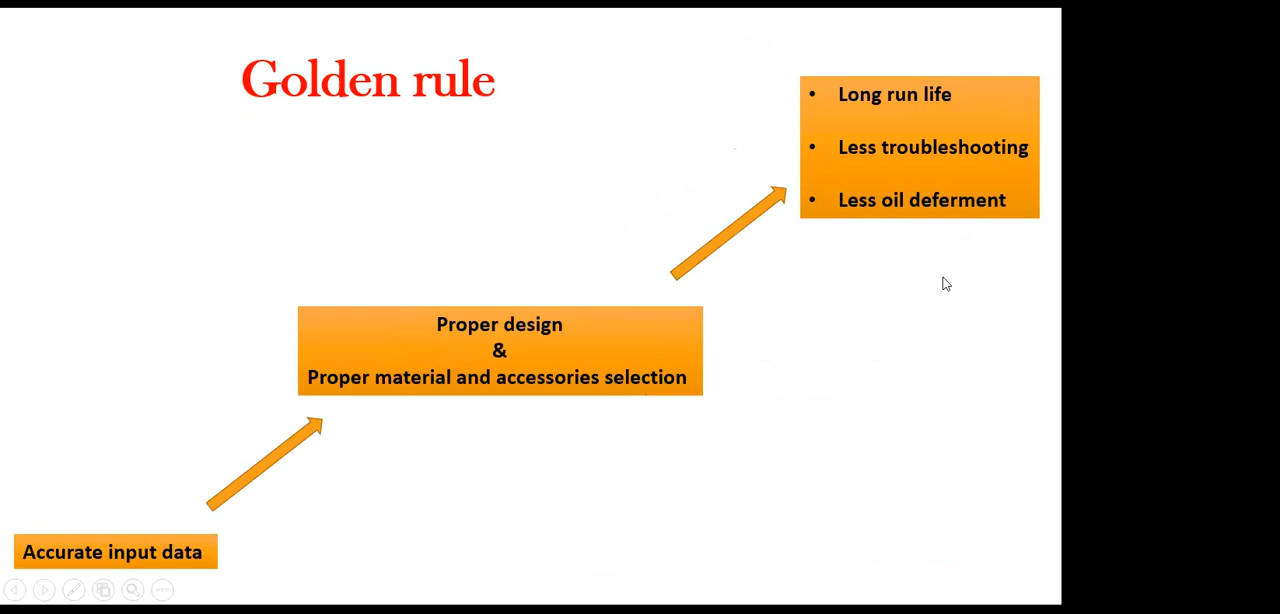 Golden rule
• Long run life
• Less troubleshooting
• Less oil deferment
Proper design
&
Proper material and accessories selection
Accurate input data